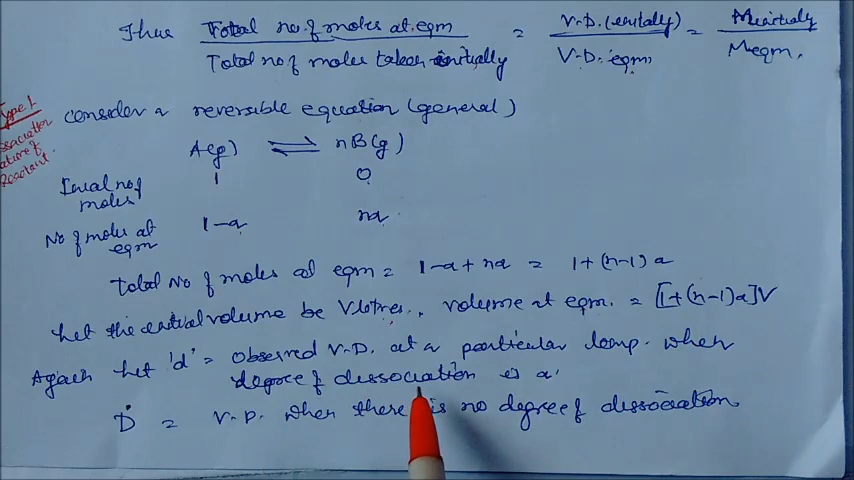 Thus Total no. of moles at eqm / Total no of moles taken initially = V.D. (initally) / V.D. eqm. = M initially / M eqm.
Type 1
consider a reversible equation (general)
Reactant.
A(g) ⇌ nB(g)
Initial no of moles 1 0
No of moles at eqm 1-a na
Total No of moles at eqm = 1-a+na = 1+(n-1)a
Let the initial volume be V litres., volume at eqm. = [1+(n-1)a]V
Again Let 'd' = observed V.D. at a particular temp. when
degree of dissociation is a'
D = V.D. when there is no degree of dissociation.